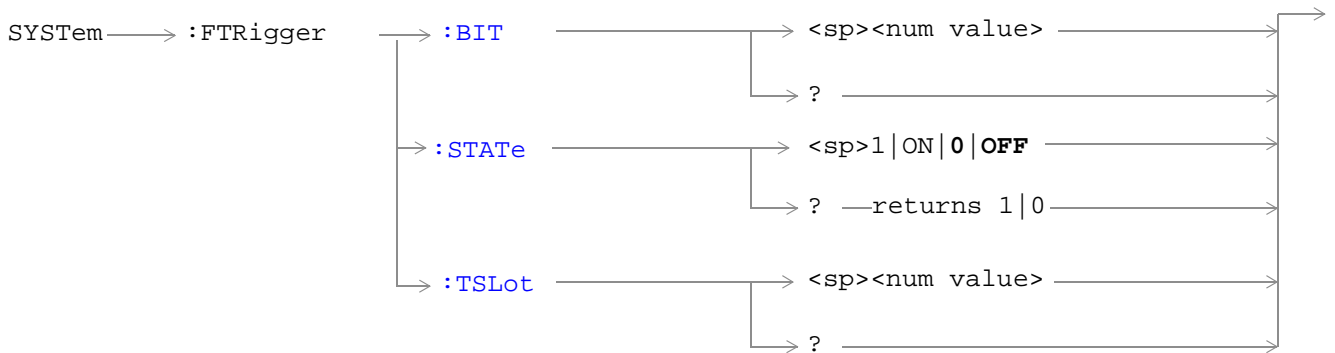 SYSTem :FTRigger :BIT <sp><num value>
?
:STATe <sp>1|ON|0|OFF
? returns 1|0
:TSLot <sp><num value>
?